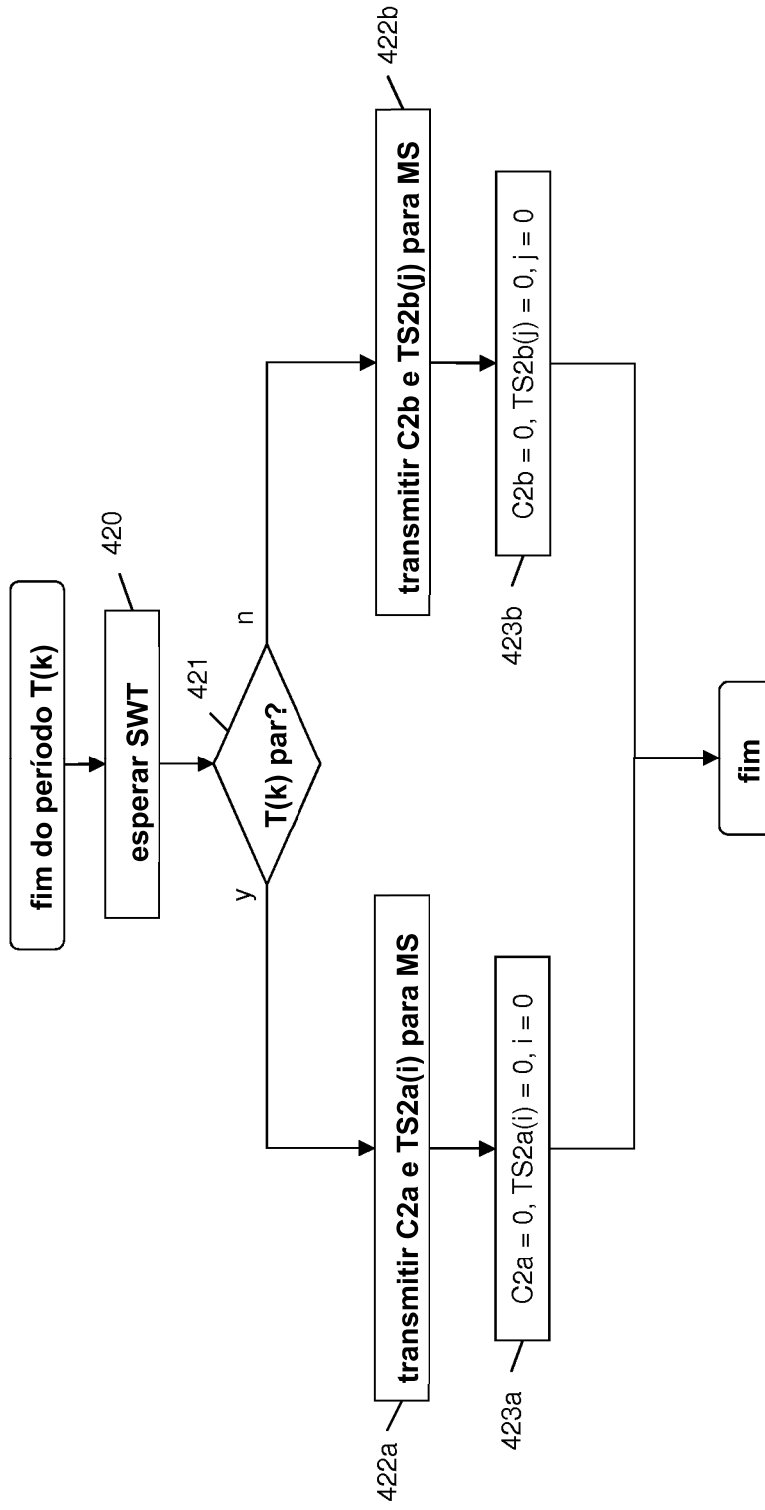 fim do período T(k)
esperar SWT
420
T(k) par?
421
y
n
transmitir C2a e TS2a(i) para MS
422a
transmitir C2b e TS2b(j) para MS
422b
C2a = 0, TS2a(i) = 0, i = 0
423a
C2b = 0, TS2b(j) = 0, j = 0
423b
fim